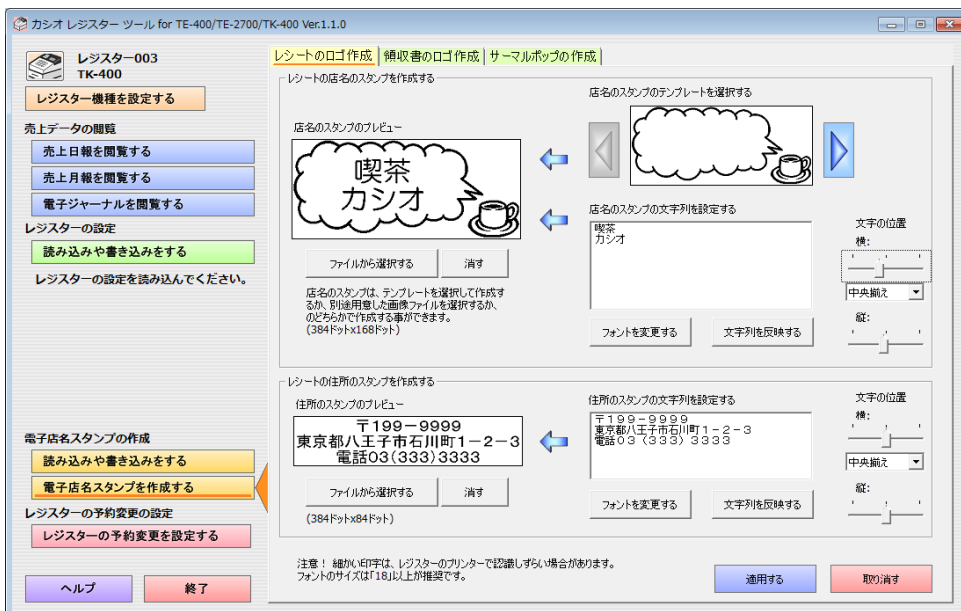 カシオ レジスター ツール for TE-400/TE-2700/TK-400 Ver.1.1.0
レジスター003
TK-400
レジスター機種を設定する
売上データの閲覧
売上日報を閲覧する
売上月報を閲覧する
電子ジャーナルを閲覧する
レジスターの設定
読み込みや書き込みをする
レジスターの設定を読み込んでください。
電子店名スタンプの作成
読み込みや書き込みをする
電子店名スタンプを作成する
レジスターの予約変更の設定
レジスターの予約変更を設定する
ヘルプ
終了
レシートのロゴ作成
領収書のロゴ作成
サーマルポップの作成
レシートの店名のスタンプを作成する
店名のスタンプのプレビュー
喫茶
カシオ
ファイルから選択する
消す
店名のスタンプは、テンプレートを選択して作成す
るか、別途用意した画像ファイルを選択するか、
のどちらかで作成する事ができます。
(384ドットx168ドット)
店名のスタンプのテンプレートを選択する
店名のスタンプの文字列を設定する
喫茶
カシオ
フォントを変更する
文字列を反映する
文字の位置
横:
中央揃え
縦:
レシートの住所のスタンプを作成する
住所のスタンプのプレビュー
〒199-9999
東京都八王子市石川町1-2-3
電話03(333)3333
ファイルから選択する
消す
(384ドットx84ドット)
住所のスタンプの文字列を設定する
〒199-9999
東京都八王子市石川町1-2-3
電話03(333)3333
フォントを変更する
文字列を反映する
文字の位置
横:
中央揃え
縦:
注意! 細かい印字は、レジスターのプリンターで認識しずらい場合があります。
フォントのサイズは「18」以上が推奨です。
適用する
取り消す